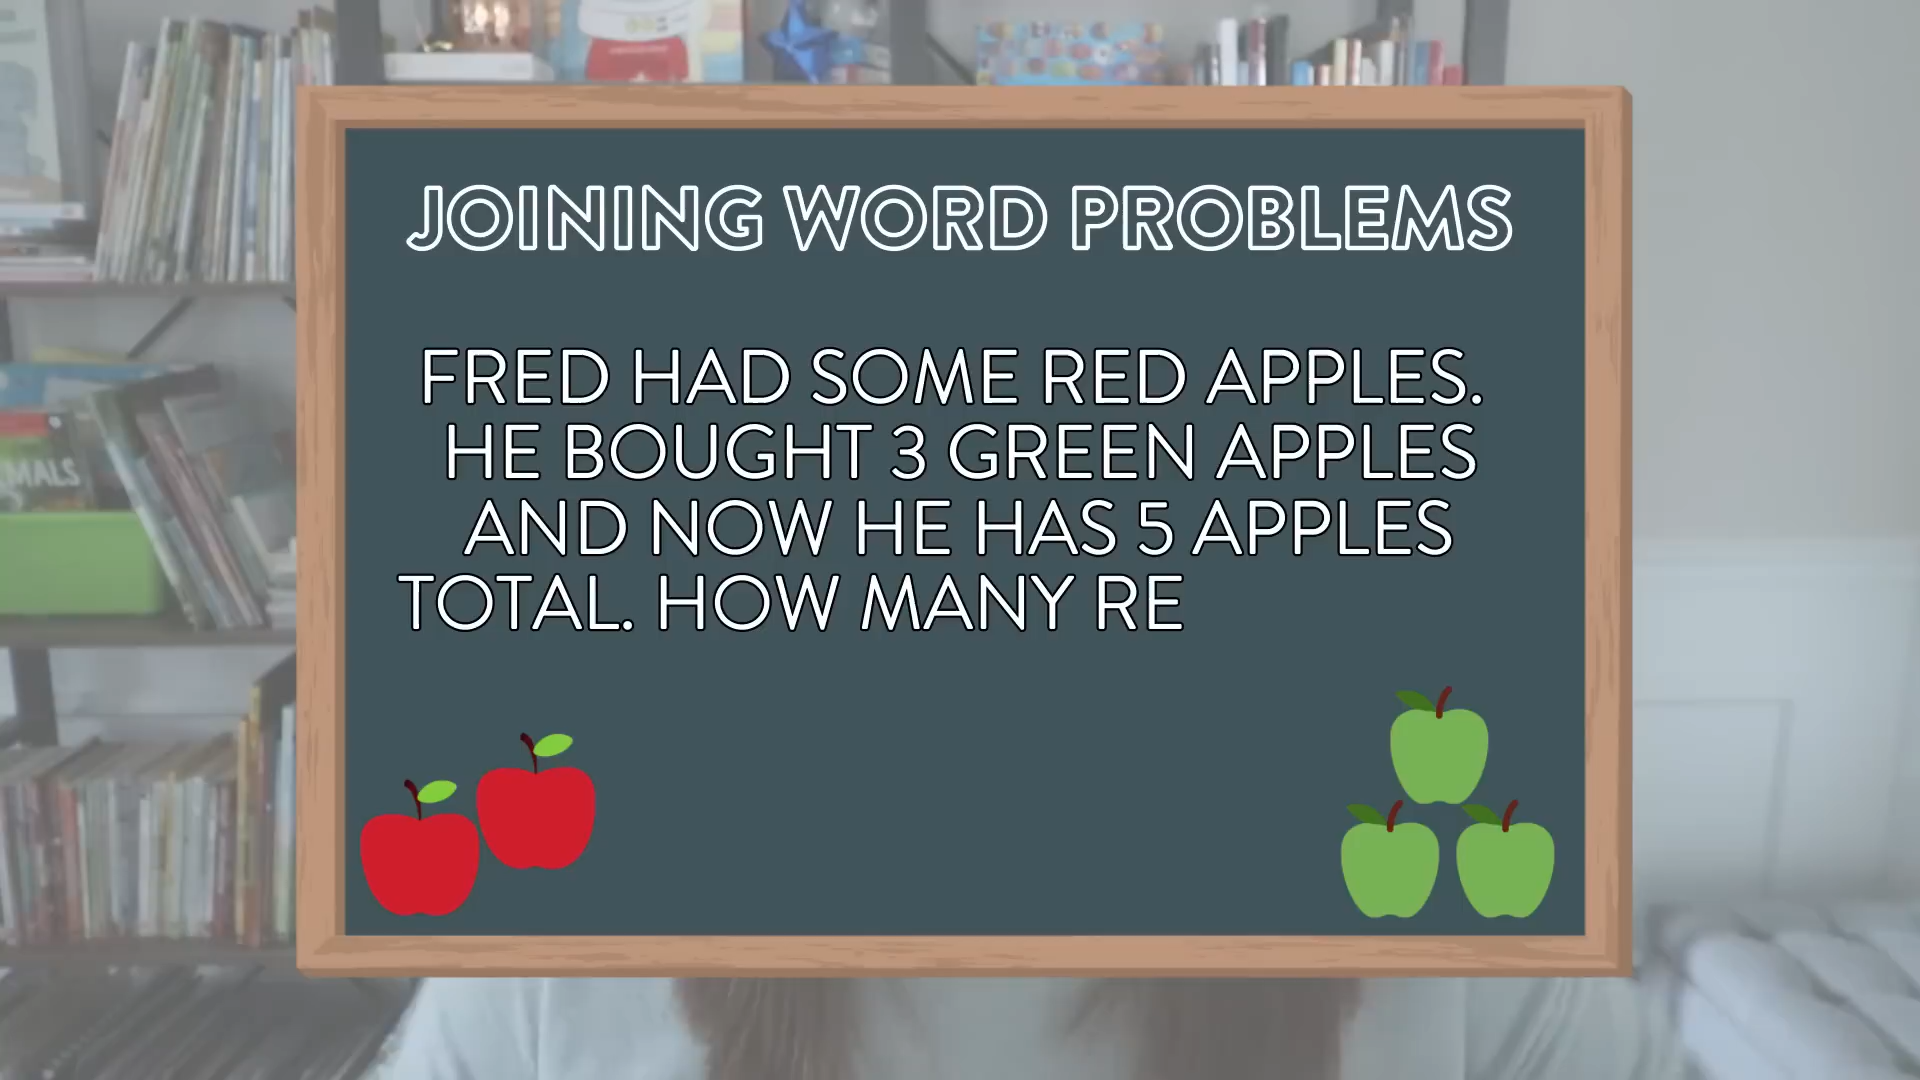 JOINING WORD PROBLEMS
FRED HAD SOME RED APPLES.
HE BOUGHT 3 GREEN APPLES
AND NOW HE HAS 5 APPLES
TOTAL. HOW MANY RE
MALS